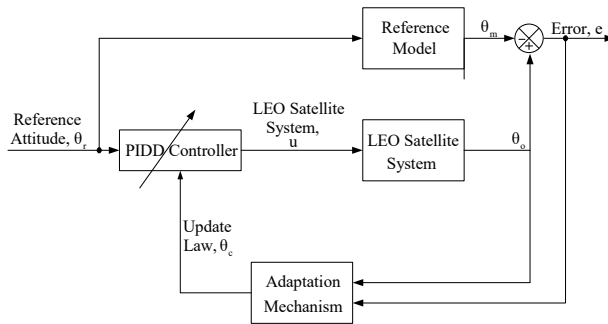 Reference
Model
θm
-
+
Error, e
Reference
Attitude, θr
PIDD Controller
LEO Satellite
System,
u
LEO Satellite
System
θo
Update
Law, θc
Adaptation
Mechanism